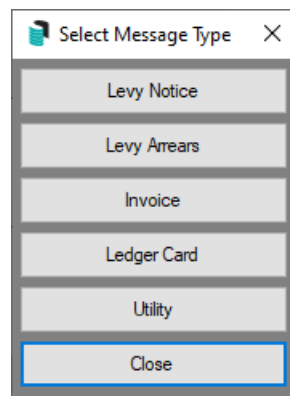 Select Message Type
Levy Notice
Levy Arrears
Invoice
Ledger Card
Utility
Close